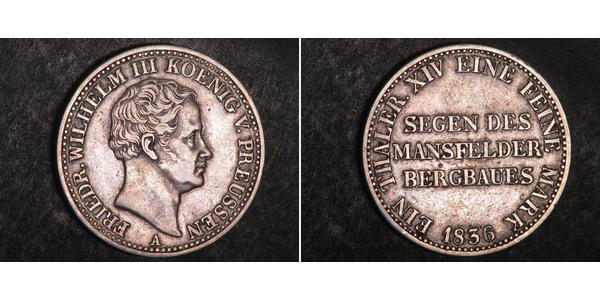 FRIEDR. WILHELM III KOENIG V. PREUSSEN
A
EIN THALER. XIV EINE FEINE MARK
SEGEN DES
MANSFELDER
BERGBAUES
1836